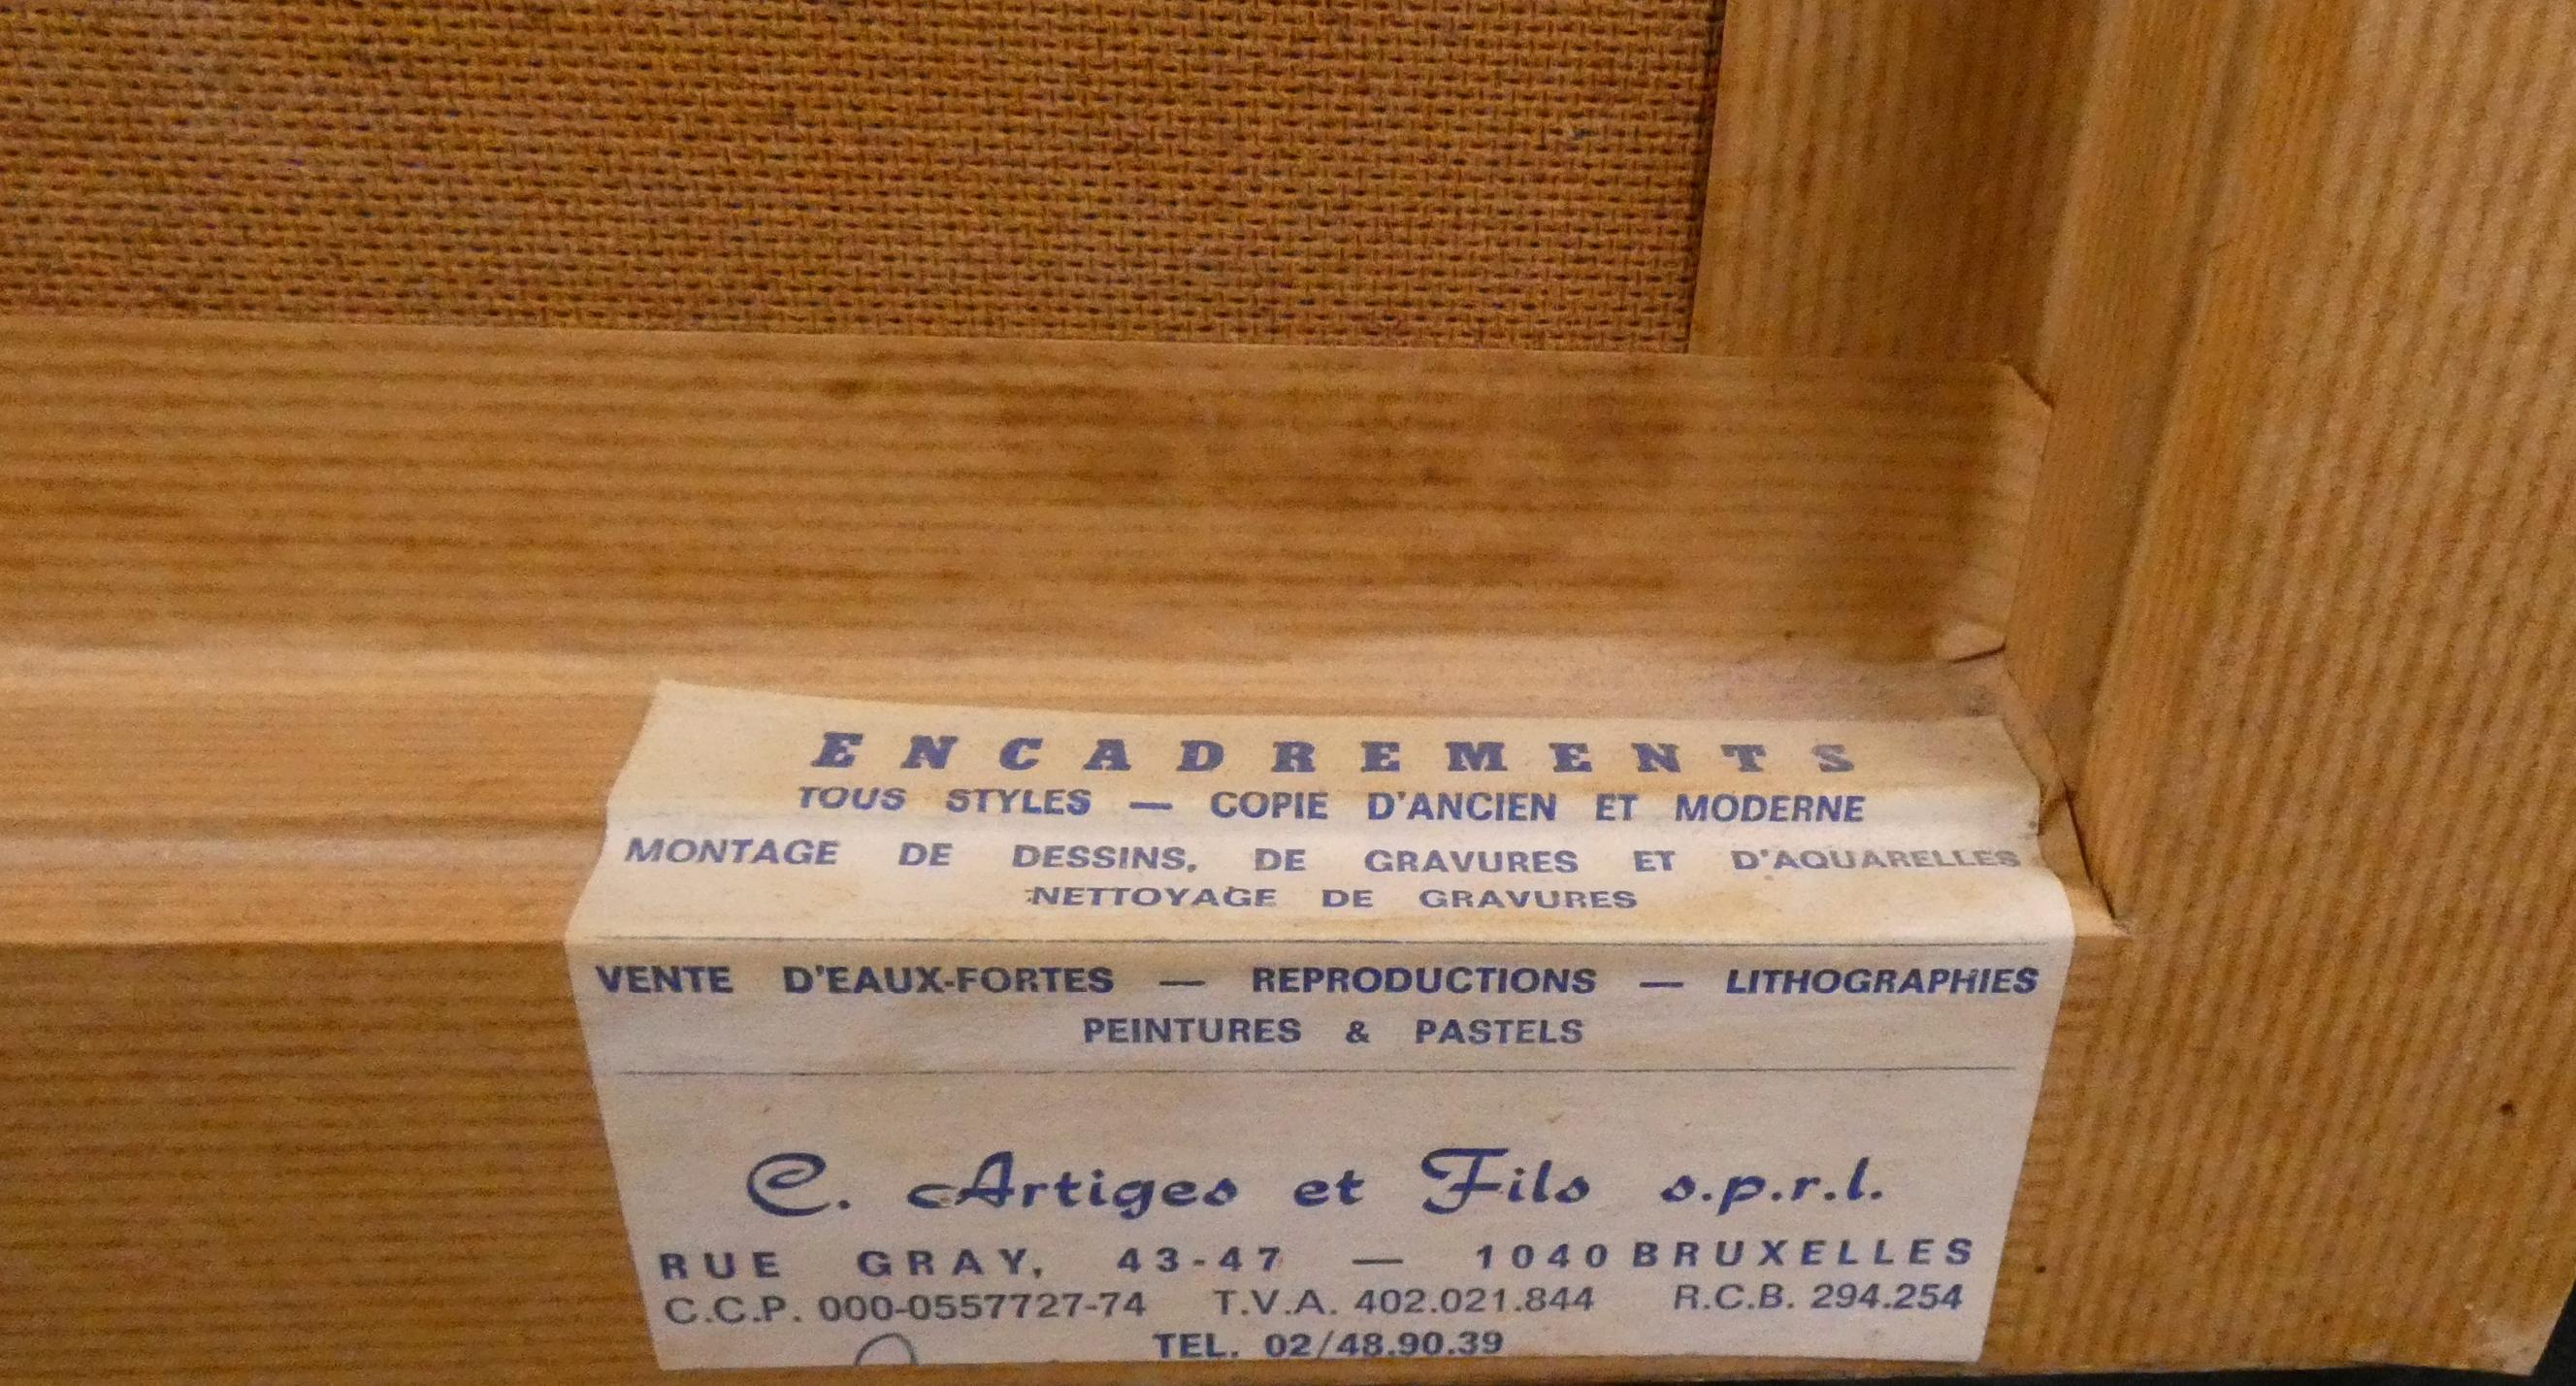 ENCADREMENTS
TOUS STYLES — COPIE D'ANCIEN ET MODERNE
MONTAGE DE DESSINS, DE GRAVURES ET D'AQUARELLES
NETTOYAGE DE GRAVURES
VENTE D'EAUX-FORTES — REPRODUCTIONS — LITHOGRAPHIES
PEINTURES & PASTELS
C. Artiges et Fils s.p.r.l.
RUE GRAY, 43-47 — 1040 BRUXELLES
C.C.P. 000-0557727-74 T.V.A. 402.021.844 R.C.B. 294.254
TEL. 02/48.90.39